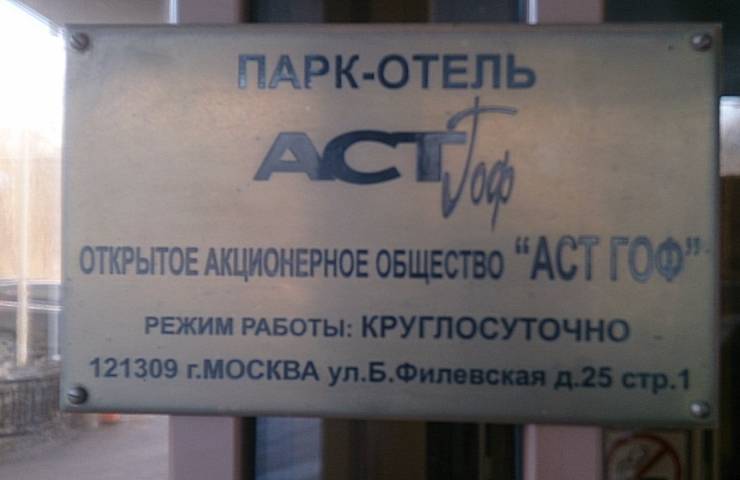 ПАРК-ОТЕЛЬ
АСТ Гоф
ОТКРЫТОЕ АКЦИОНЕРНОЕ ОБЩЕСТВО "АСТ ГОФ"
РЕЖИМ РАБОТЫ: КРУГЛОСУТОЧНО
121309 г.МОСКВА ул.Б.Филевская д.25 стр.1